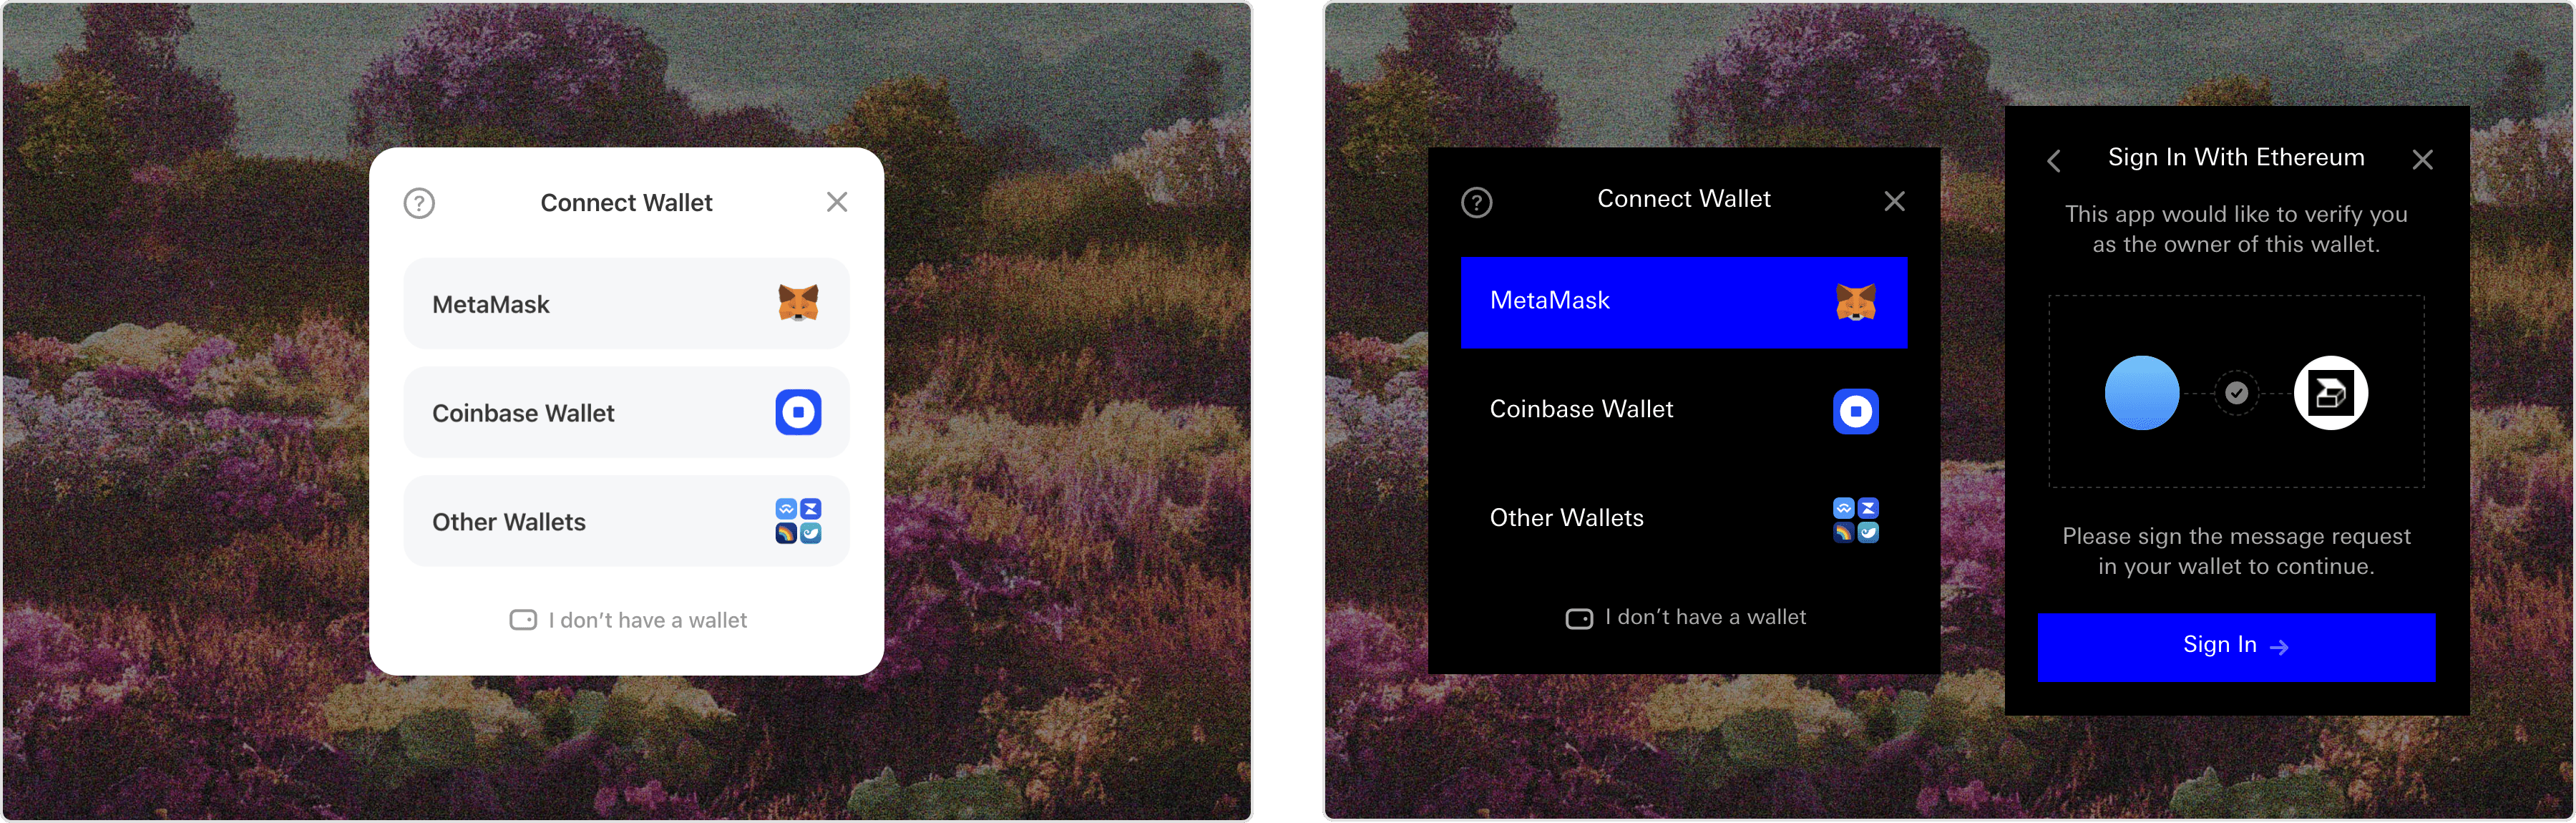 ?
Connect Wallet
MetaMask
Coinbase Wallet
Other Wallets
I don’t have a wallet
?
Connect Wallet
MetaMask
Coinbase Wallet
Other Wallets
I don’t have a wallet
Sign In With Ethereum
This app would like to verify you
as the owner of this wallet.
Please sign the message request
in your wallet to continue.
Sign In →